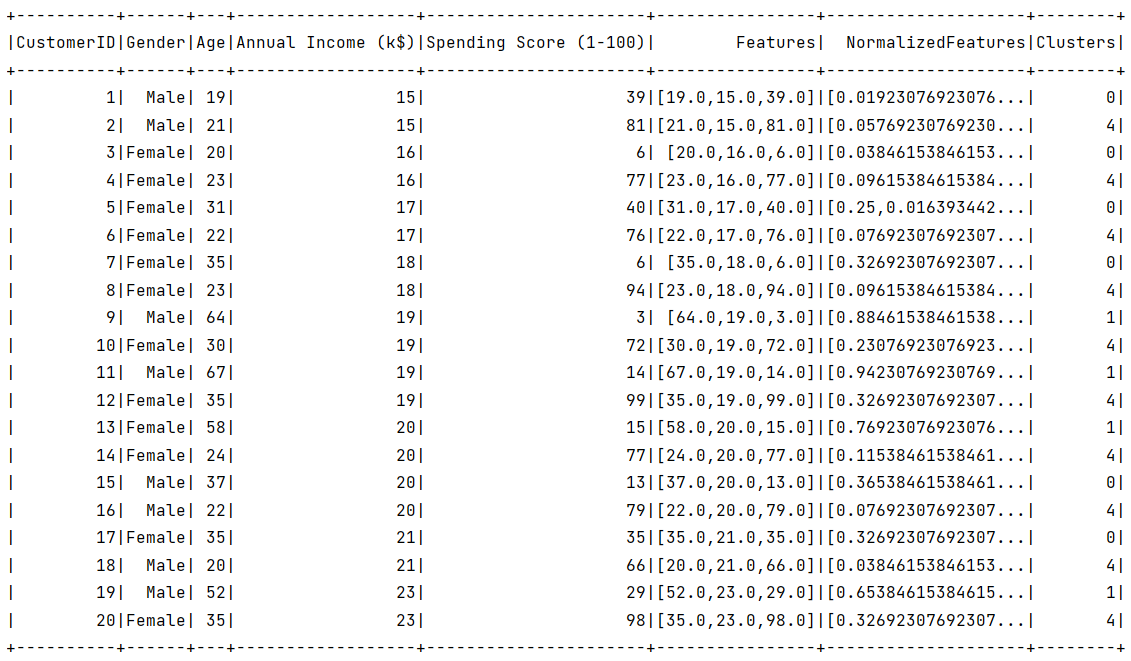 +----------+------+---+------------------+----------------------+----------------+--------------------+--------+
|CustomerID|Gender|Age|Annual Income (k$)|Spending Score (1-100)|        Features|  NormalizedFeatures|Clusters|
+----------+------+---+------------------+----------------------+----------------+--------------------+--------+
|         1|  Male| 19|                15|                    39|[19.0,15.0,39.0]|[0.01923076923076...|       0|
|         2|  Male| 21|                15|                    81|[21.0,15.0,81.0]|[0.05769230769230...|       4|
|         3|Female| 20|                16|                     6| [20.0,16.0,6.0]|[0.03846153846153...|       0|
|         4|Female| 23|                16|                    77|[23.0,16.0,77.0]|[0.09615384615384...|       4|
|         5|Female| 31|                17|                    40|[31.0,17.0,40.0]|[0.25,0.016393442...|       0|
|         6|Female| 22|                17|                    76|[22.0,17.0,76.0]|[0.07692307692307...|       4|
|         7|Female| 35|                18|                     6| [35.0,18.0,6.0]|[0.32692307692307...|       0|
|         8|Female| 23|                18|                    94|[23.0,18.0,94.0]|[0.09615384615384...|       4|
|         9|  Male| 64|                19|                     3| [64.0,19.0,3.0]|[0.88461538461538...|       1|
|        10|Female| 30|                19|                    72|[30.0,19.0,72.0]|[0.23076923076923...|       4|
|        11|  Male| 67|                19|                    14|[67.0,19.0,14.0]|[0.94230769230769...|       1|
|        12|Female| 35|                19|                    99|[35.0,19.0,99.0]|[0.32692307692307...|       4|
|        13|Female| 58|                20|                    15|[58.0,20.0,15.0]|[0.76923076923076...|       1|
|        14|Female| 24|                20|                    77|[24.0,20.0,77.0]|[0.11538461538461...|       4|
|        15|  Male| 37|                20|                    13|[37.0,20.0,13.0]|[0.36538461538461...|       0|
|        16|  Male| 22|                20|                    79|[22.0,20.0,79.0]|[0.07692307692307...|       4|
|        17|Female| 35|                21|                    35|[35.0,21.0,35.0]|[0.32692307692307...|       0|
|        18|  Male| 20|                21|                    66|[20.0,21.0,66.0]|[0.03846153846153...|       4|
|        19|  Male| 52|                23|                    29|[52.0,23.0,29.0]|[0.65384615384615...|       1|
|        20|Female| 35|                23|                    98|[35.0,23.0,98.0]|[0.32692307692307...|       4|
+----------+------+---+------------------+----------------------+----------------+--------------------+--------+